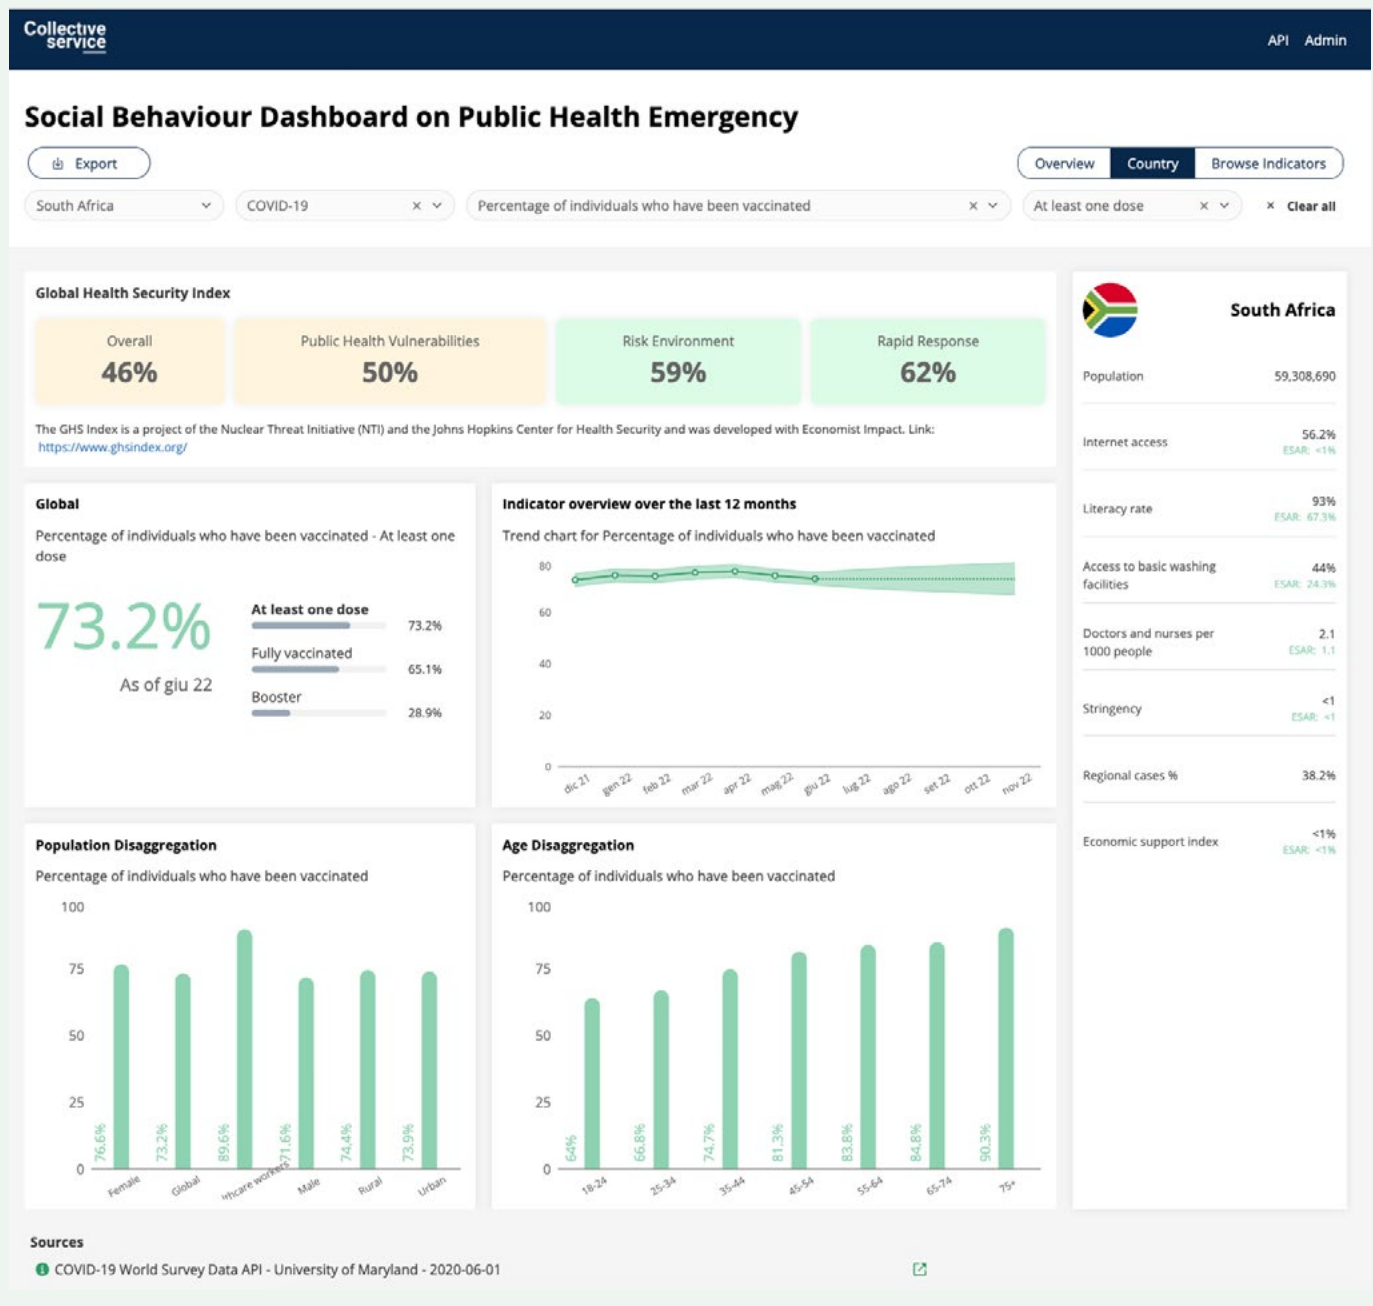 Collective
service
API Admin
Social Behaviour Dashboard on Public Health Emergency
Export
Overview Country Browse Indicators
South Africa
COVID-19
Percentage of individuals who have been vaccinated
At least one dose
Clear all
Global Health Security Index
Overall
46%
Public Health Vulnerabilities
50%
Risk Environment
59%
Rapid Response
62%
The GHS Index is a project of the Nuclear Threat Initiative (NTI) and the Johns Hopkins Center for Health Security and was developed with Economist Impact. Link:
https://www.ghsindex.org/
South Africa
Population 59,308,690
Internet access 56.2%
ESAR: <1%
Literacy rate 93%
ESAR: 67.3%
Access to basic washing
facilities
44%
ESAR: 24.3%
Doctors and nurses per
1000 people
2.1
ESAR: 1.1
Stringency <1
ESAR: <1
Regional cases % 38.2%
Economic support index <1%
ESAR: <1%
Global
Percentage of individuals who have been vaccinated - At least one
dose
73.2%
As of giu 22
At least one dose
73.2%
Fully vaccinated
65.1%
Booster
28.9%
Indicator overview over the last 12 months
Trend chart for Percentage of individuals who have been vaccinated
80
60
40
20
0
dic 21 gen 22 feb 22 mar 22 apr 22 mag 22 giu 22 lug 22 ago 22 set 22 ott 22 nov 22
Population Disaggregation
Percentage of individuals who have been vaccinated
100
75
50
25
0
76.6% 73.2% 89.6% 71.6% 74.4% 73.9%
Female Global lthcare workers Male Rural Urban
Age Disaggregation
Percentage of individuals who have been vaccinated
100
75
50
25
0
64% 66.8% 74.7% 81.3% 83.8% 84.8% 90.3%
18-24 25-34 35-44 45-54 55-64 65-74 75+
Sources
COVID-19 World Survey Data API - University of Maryland - 2020-06-01